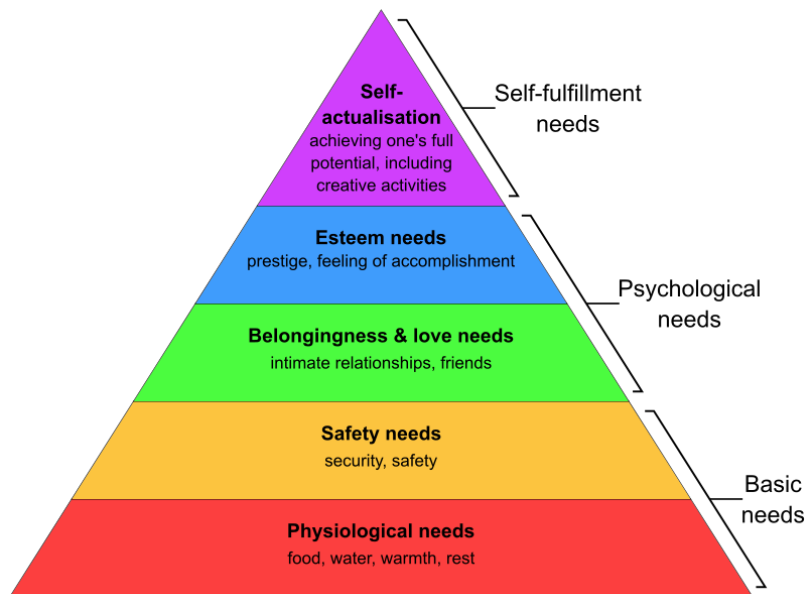 Self-
actualisation
achieving one's full
potential, including
creative activities
Self-fulfillment
needs
Esteem needs
prestige, feeling of accomplishment
Belongingness & love needs
intimate relationships, friends
Psychological
needs
Safety needs
security, safety
Physiological needs
food, water, warmth, rest
Basic
needs